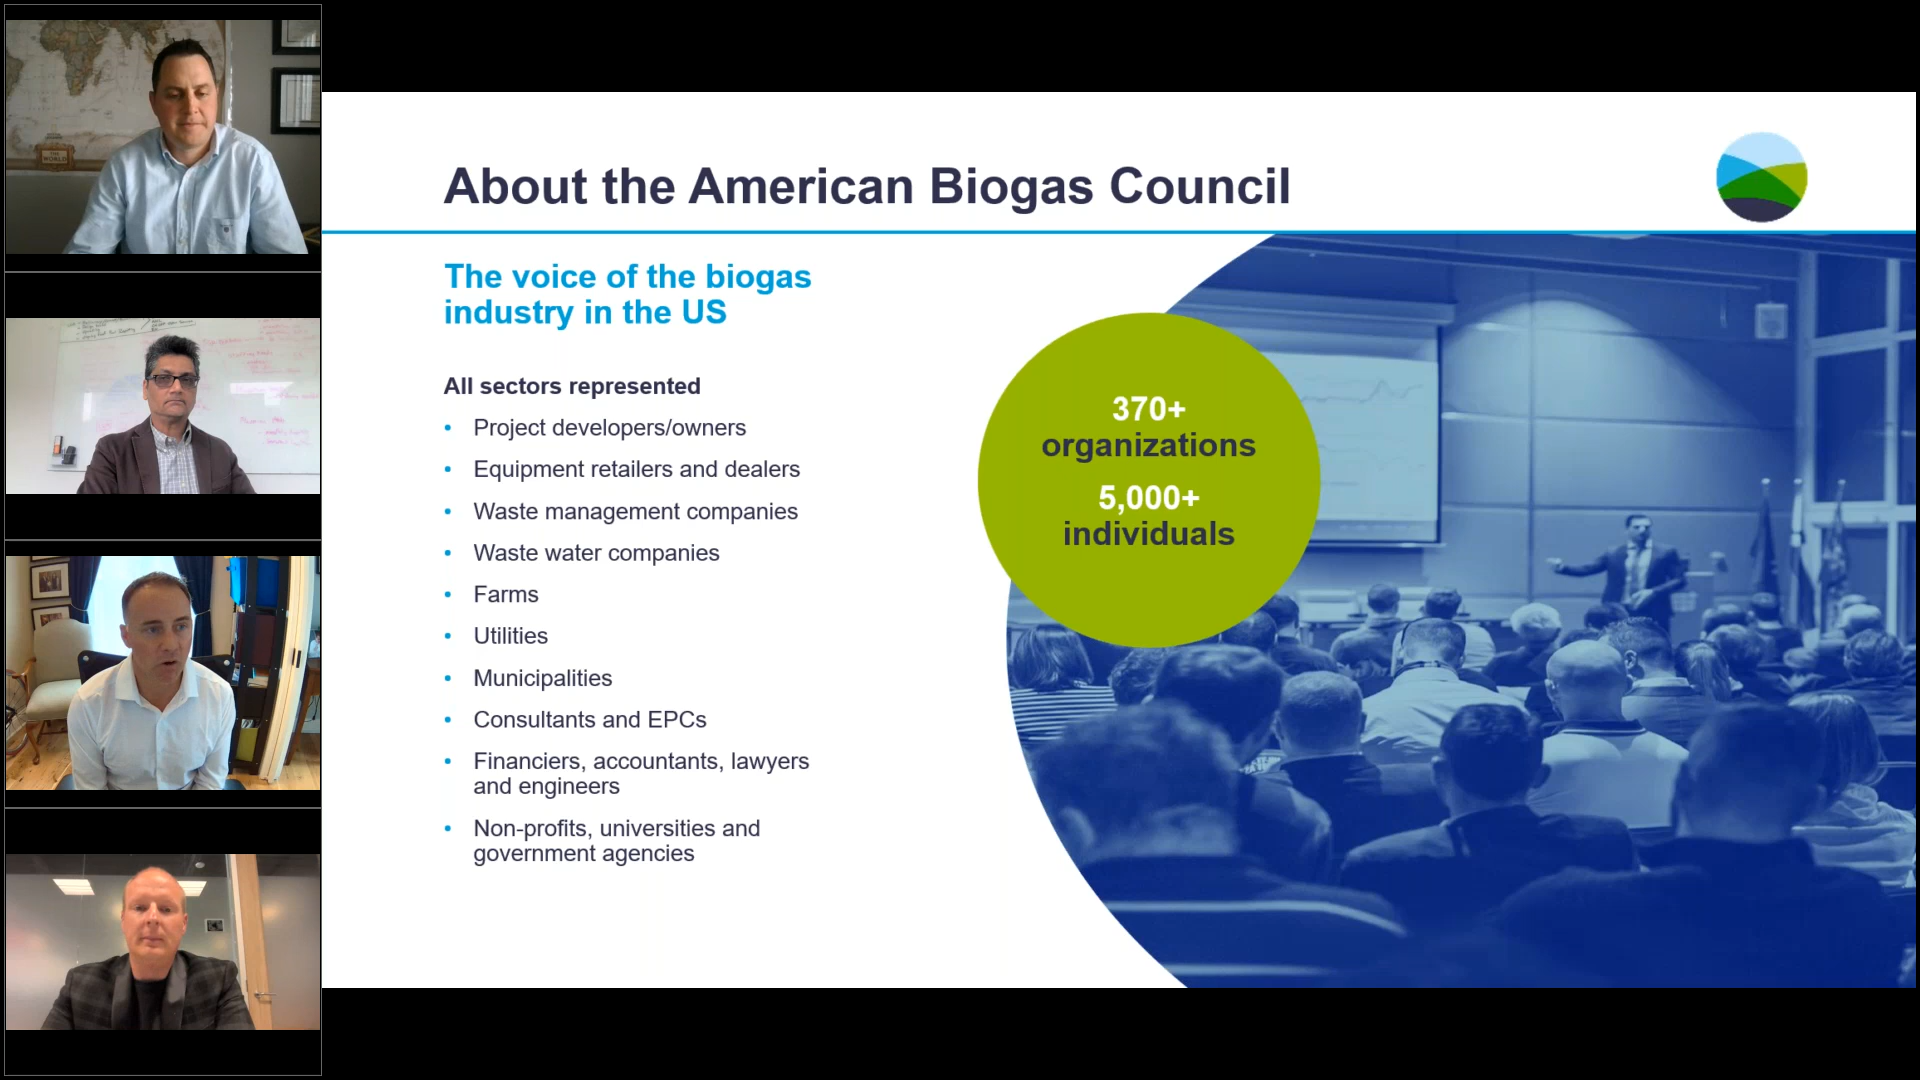 THE
WORLD
About the American Biogas Council
The voice of the biogas
industry in the US
All sectors represented
• Project developers/owners
• Equipment retailers and dealers
• Waste management companies
• Waste water companies
• Farms
• Utilities
• Municipalities
• Consultants and EPCs
• Financiers, accountants, lawyers
and engineers
• Non-profits, universities and
government agencies
370+
organizations
5,000+
individuals